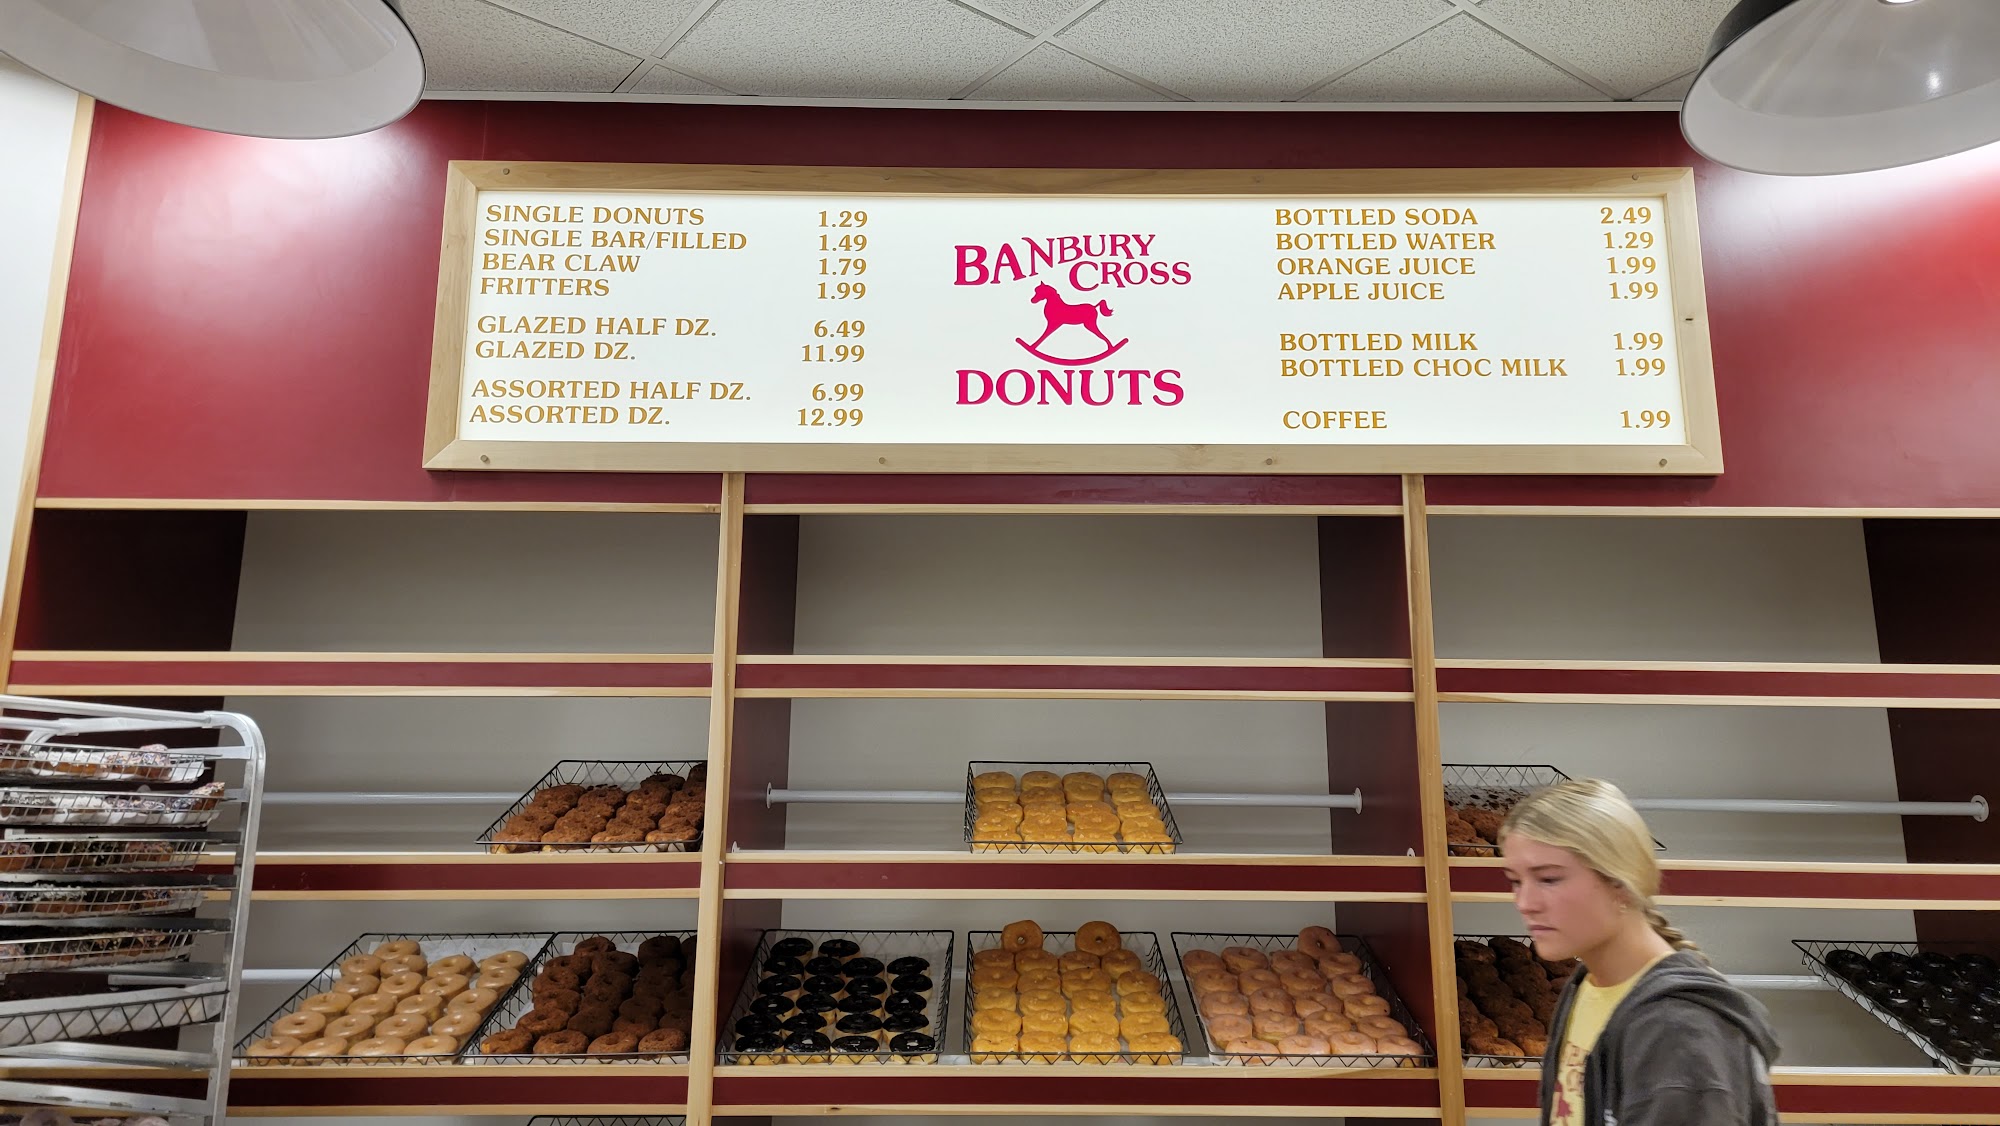 SINGLE DONUTS 1.29
SINGLE BAR/FILLED 1.49
BEAR CLAW 1.79
FRITTERS 1.99
GLAZED HALF DZ. 6.49
GLAZED DZ. 11.99
ASSORTED HALF DZ. 6.99
ASSORTED DZ. 12.99
BANBURY
CROSS
DONUTS
BOTTLED SODA 2.49
BOTTLED WATER 1.29
ORANGE JUICE 1.99
APPLE JUICE 1.99
BOTTLED MILK 1.99
BOTTLED CHOC MILK 1.99
COFFEE 1.99